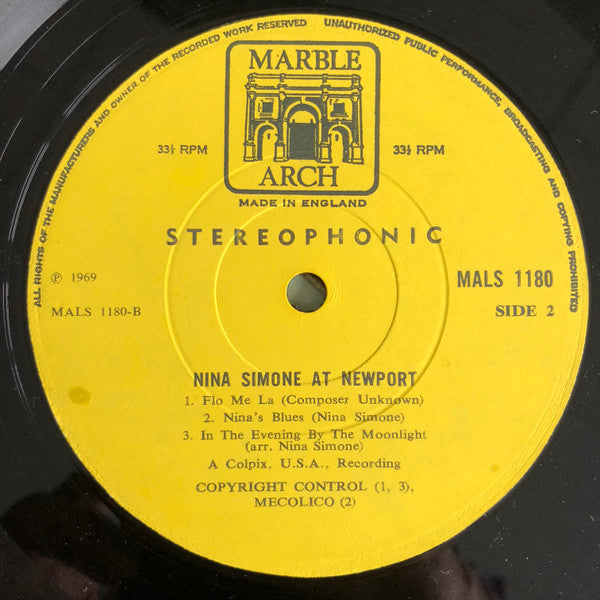 ALL RIGHTS OF THE MANUFACTURERS AND OWNER OF THE RECORDED WORK RESERVED
UNAUTHORIZED PUBLIC PERFORMANCE, BROADCASTING AND COPYING PROHIBITED
MARBLE
ARCH
33⅓ RPM
33⅓ RPM
MADE IN ENGLAND
STEREOPHONIC
℗ 1969
MALS 1180
MALS 1180-B
SIDE 2
NINA SIMONE AT NEWPORT
1. Flo Me La (Composer Unknown)
2. Nina's Blues (Nina Simone)
3. In The Evening By The Moonlight
(arr. Nina Simone)
A Colpix, U.S.A., Recording
COPYRIGHT CONTROL (1, 3),
MECOLICO (2)